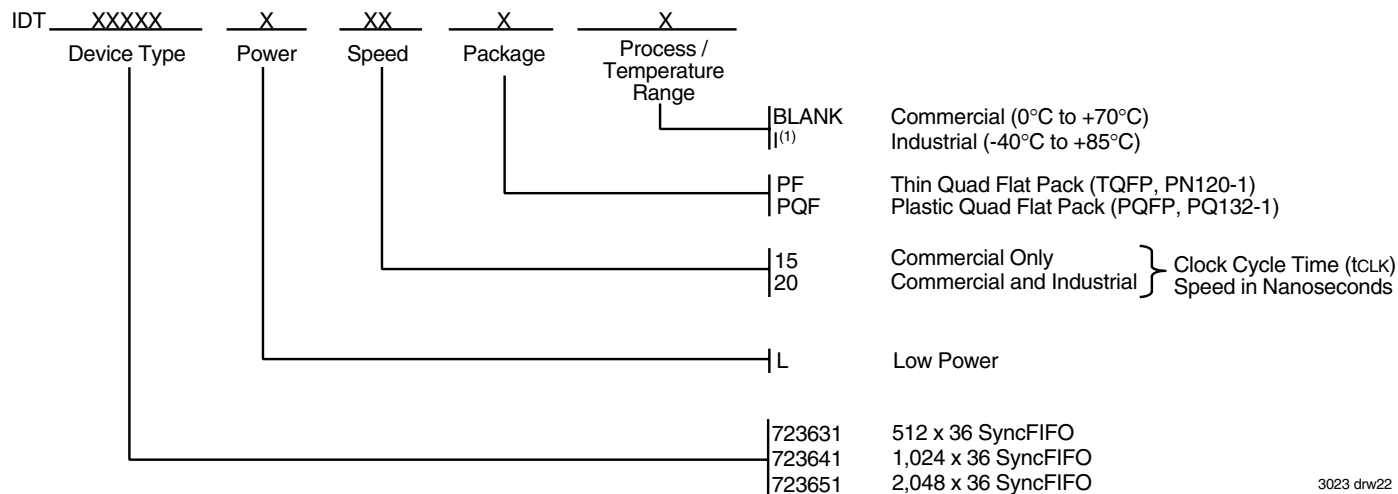 IDT XXXXX X XX X X
Device Type Power Speed Package Process /
Temperature
Range
BLANK Commercial (0°C to +70°C)
I(1) Industrial (-40°C to +85°C)
PF Thin Quad Flat Pack (TQFP, PN120-1)
PQF Plastic Quad Flat Pack (PQFP, PQ132-1)
15 Commercial Only
20 Commercial and Industrial
Clock Cycle Time (tCLK)
Speed in Nanoseconds
L Low Power
723631 512 x 36 SyncFIFO
723641 1,024 x 36 SyncFIFO
723651 2,048 x 36 SyncFIFO
3023 drw22